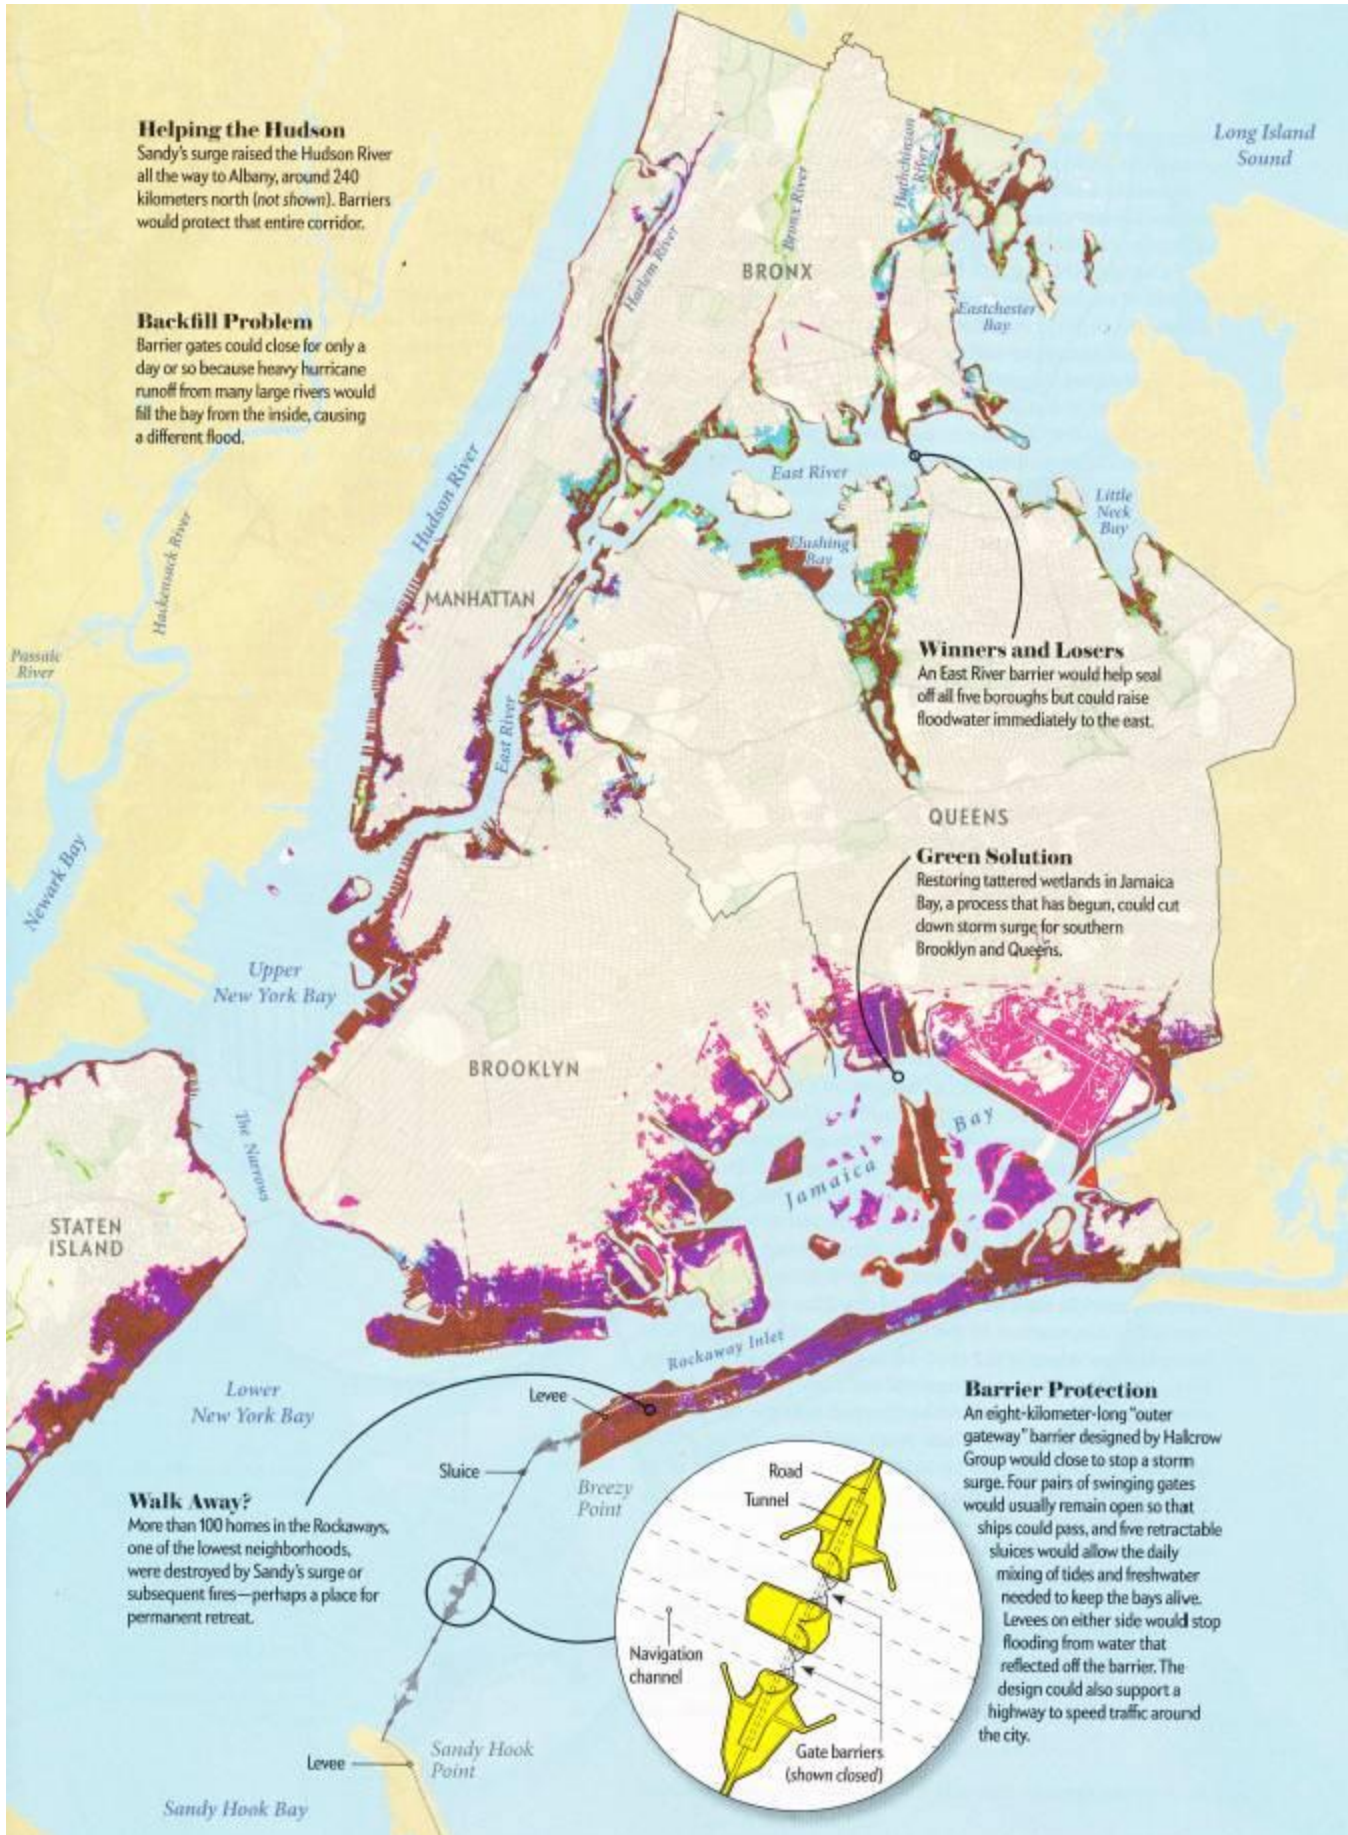 Helping the Hudson
Sandy's surge raised the Hudson River
all the way to Albany, around 240
kilometers north (not shown). Barriers
would protect that entire corridor.
Long Island
Sound
Hutchinson
River
Bronx River
Harlem River
BRONX
Eastchester
Bay
Backfill Problem
Barrier gates could close for only a
day or so because heavy hurricane
runoff from many large rivers would
fill the bay from the inside, causing
a different flood.
Hudson River
East River
Little
Neck
Bay
Flushing
Bay
Hackensack River
MANHATTAN
Passaic
River
Winners and Losers
An East River barrier would help seal
off all five boroughs but could raise
floodwater immediately to the east.
East River
QUEENS
Newark Bay
Green Solution
Restoring tattered wetlands in Jamaica
Bay, a process that has begun, could cut
down storm surge for southern
Brooklyn and Queens.
Upper
New York Bay
BROOKLYN
The Narrows
Jamaica Bay
STATEN
ISLAND
Rockaway Inlet
Lower
New York Bay
Levee
Sluice
Breezy
Point
Walk Away?
More than 100 homes in the Rockaways,
one of the lowest neighborhoods,
were destroyed by Sandy's surge or
subsequent fires—perhaps a place for
permanent retreat.
Barrier Protection
An eight-kilometer-long "outer
gateway" barrier designed by Halcrow
Group would close to stop a storm
surge. Four pairs of swinging gates
would usually remain open so that
ships could pass, and five retractable
sluices would allow the daily
mixing of tides and freshwater
needed to keep the bays alive.
Levees on either side would stop
flooding from water that
reflected off the barrier. The
design could also support a
highway to speed traffic around
the city.
Road
Tunnel
Navigation
channel
Gate barriers
(shown closed)
Levee
Sandy Hook
Point
Sandy Hook Bay